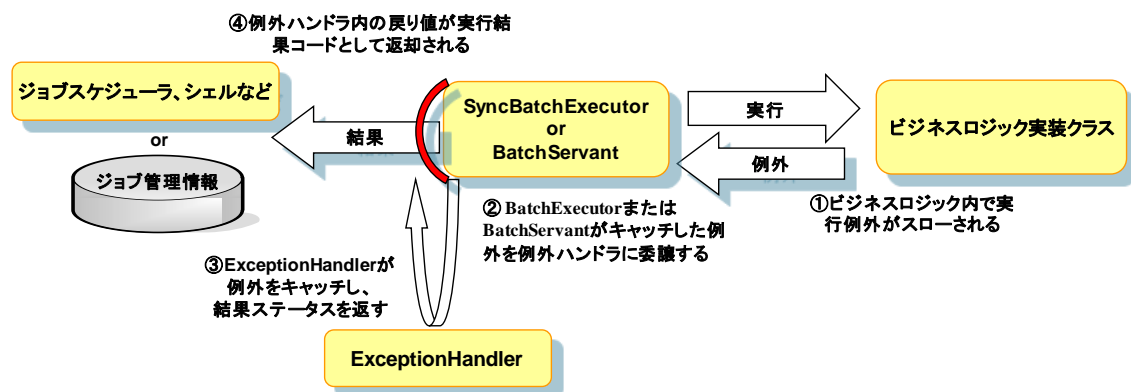 ④例外ハンドラ内の戻り値が実行結
果コードとして返却される
ジョブスケジューラ、シェルなど
or
ジョブ管理情報
結果
SyncBatchExecutor
or
BatchServant
実行
例外
ビジネスロジック実装クラス
①ビジネスロジック内で実
行例外がスローされる
② BatchExecutorまたは
BatchServantがキャッチした例
外を例外ハンドラに委譲する
③ExceptionHandlerが
例外をキャッチし、
結果ステータスを返す
ExceptionHandler